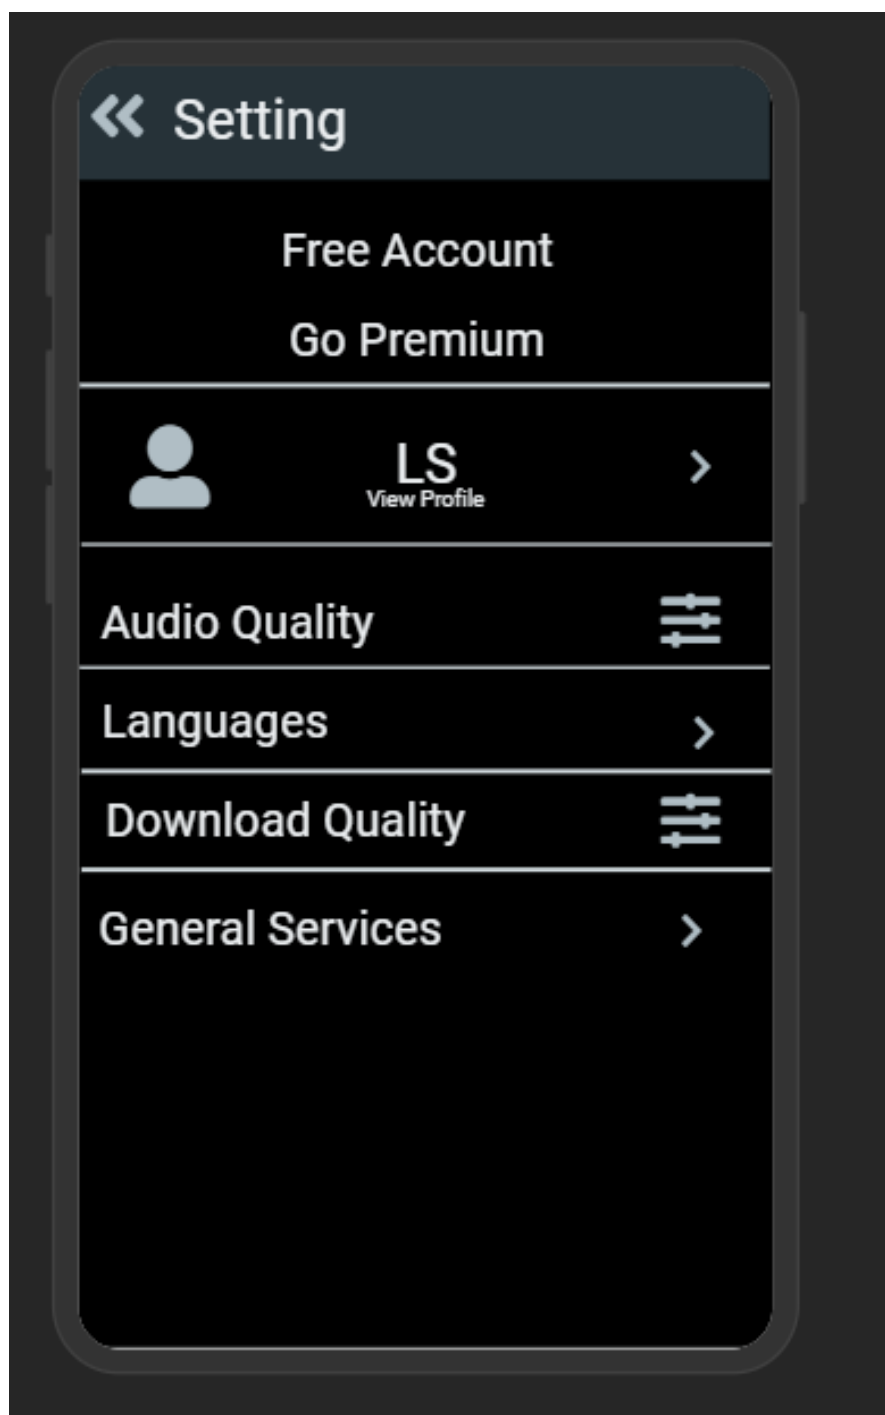 Setting
Free Account
Go Premium
LS
View Profile
Audio Quality
Languages
Download Quality
General Services